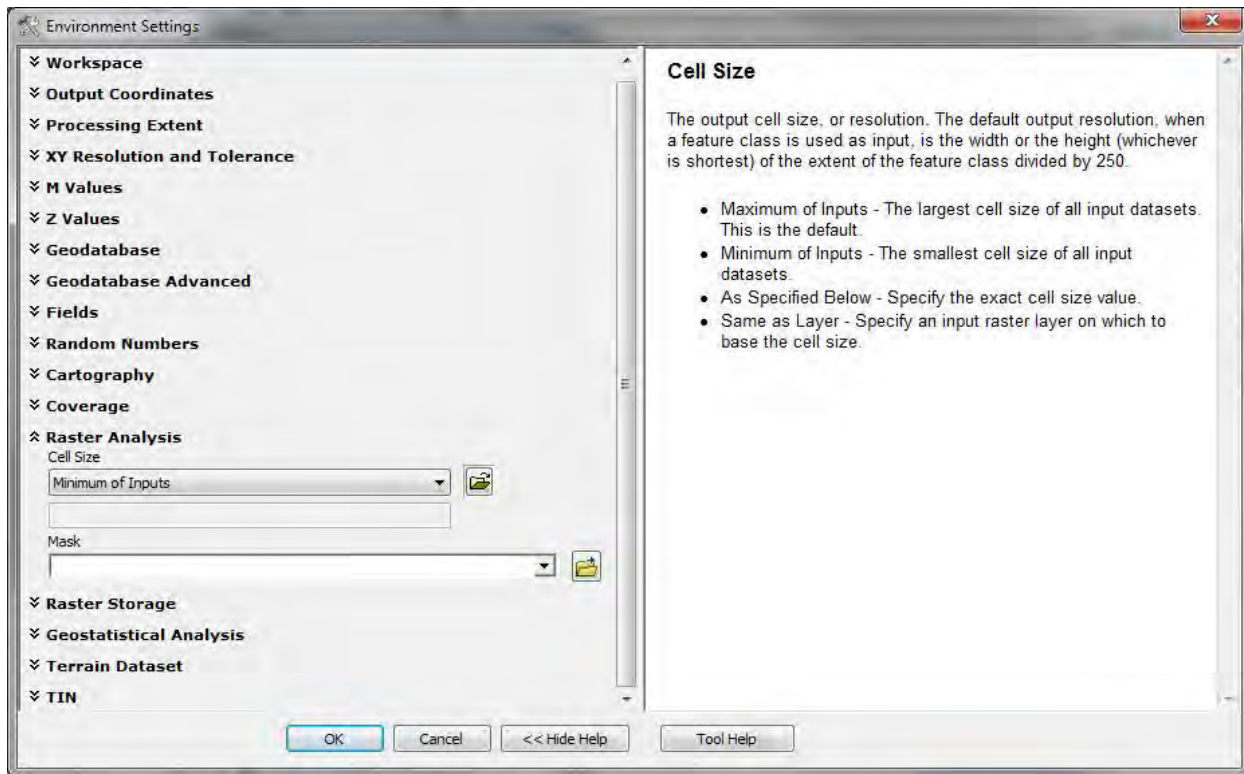 Environment Settings
Workspace
Output Coordinates
Processing Extent
XY Resolution and Tolerance
M Values
Z Values
Geodatabase
Geodatabase Advanced
Fields
Random Numbers
Cartography
Coverage
Raster Analysis
Cell Size
Minimum of Inputs
Mask
Raster Storage
Geostatistical Analysis
Terrain Dataset
TIN
Cell Size
The output cell size, or resolution. The default output resolution, when
a feature class is used as input, is the width or the height (whichever
is shortest) of the extent of the feature class divided by 250.
• Maximum of Inputs - The largest cell size of all input datasets.
This is the default.
• Minimum of Inputs - The smallest cell size of all input
datasets.
• As Specified Below - Specify the exact cell size value.
• Same as Layer - Specify an input raster layer on which to
base the cell size.
OK
Cancel
<< Hide Help
Tool Help